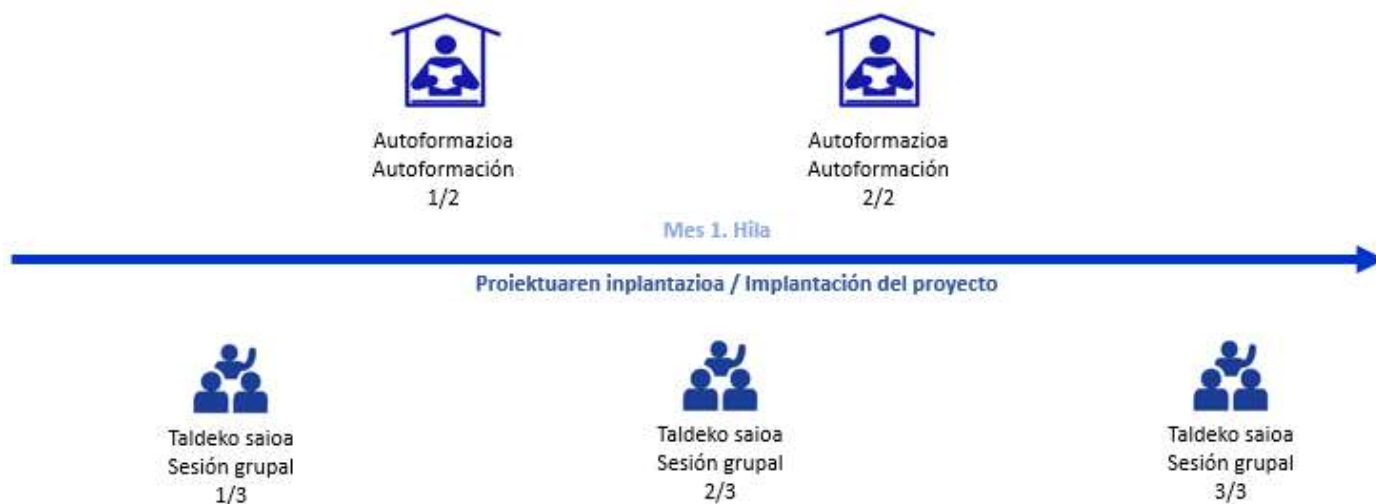 Autoformazioa
Autoformación
1/2
Autoformazioa
Autoformación
2/2
Mes 1. Hila
Proiektuaren inplantazioa / Implantación del proyecto
Taldeko saioa
Sesión grupal
1/3
Taldeko saioa
Sesión grupal
2/3
Taldeko saioa
Sesión grupal
3/3